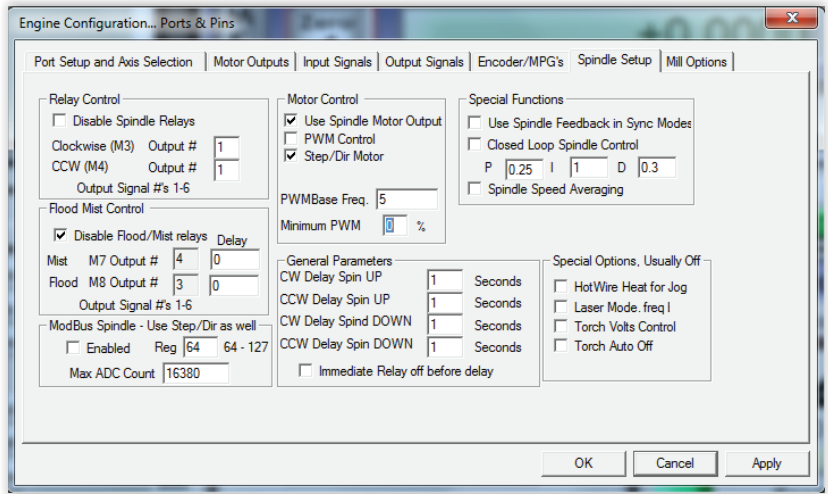 Engine Configuration... Ports & Pins
Port Setup and Axis Selection
Motor Outputs
Input Signals
Output Signals
Encoder/MPG's
Spindle Setup
Mill Options
Relay Control
Disable Spindle Relays
Clockwise (M3) Output # 1
CCW (M4) Output # 1
Output Signal #'s 1-6
Flood Mist Control
Disable Flood/Mist relays
Delay
Mist M7 Output # 4 0
Flood M8 Output # 3 0
Output Signal #'s 1-6
ModBus Spindle - Use Step/Dir as well
Enabled Reg 64 64 - 127
Max ADC Count 16380
Motor Control
Use Spindle Motor Output
PWM Control
Step/Dir Motor
PWMBase Freq. 5
Minimum PWM 0 %
General Parameters
CW Delay Spin UP 1 Seconds
CCW Delay Spin UP 1 Seconds
CW Delay Spind DOWN 1 Seconds
CCW Delay Spin DOWN 1 Seconds
Immediate Relay off before delay
Special Functions
Use Spindle Feedback in Sync Modes
Closed Loop Spindle Control
P 0.25 I 1 D 0.3
Spindle Speed Averaging
Special Options, Usually Off
HotWire Heat for Jog
Laser Mode. freq I
Torch Volts Control
Torch Auto Off
OK
Cancel
Apply